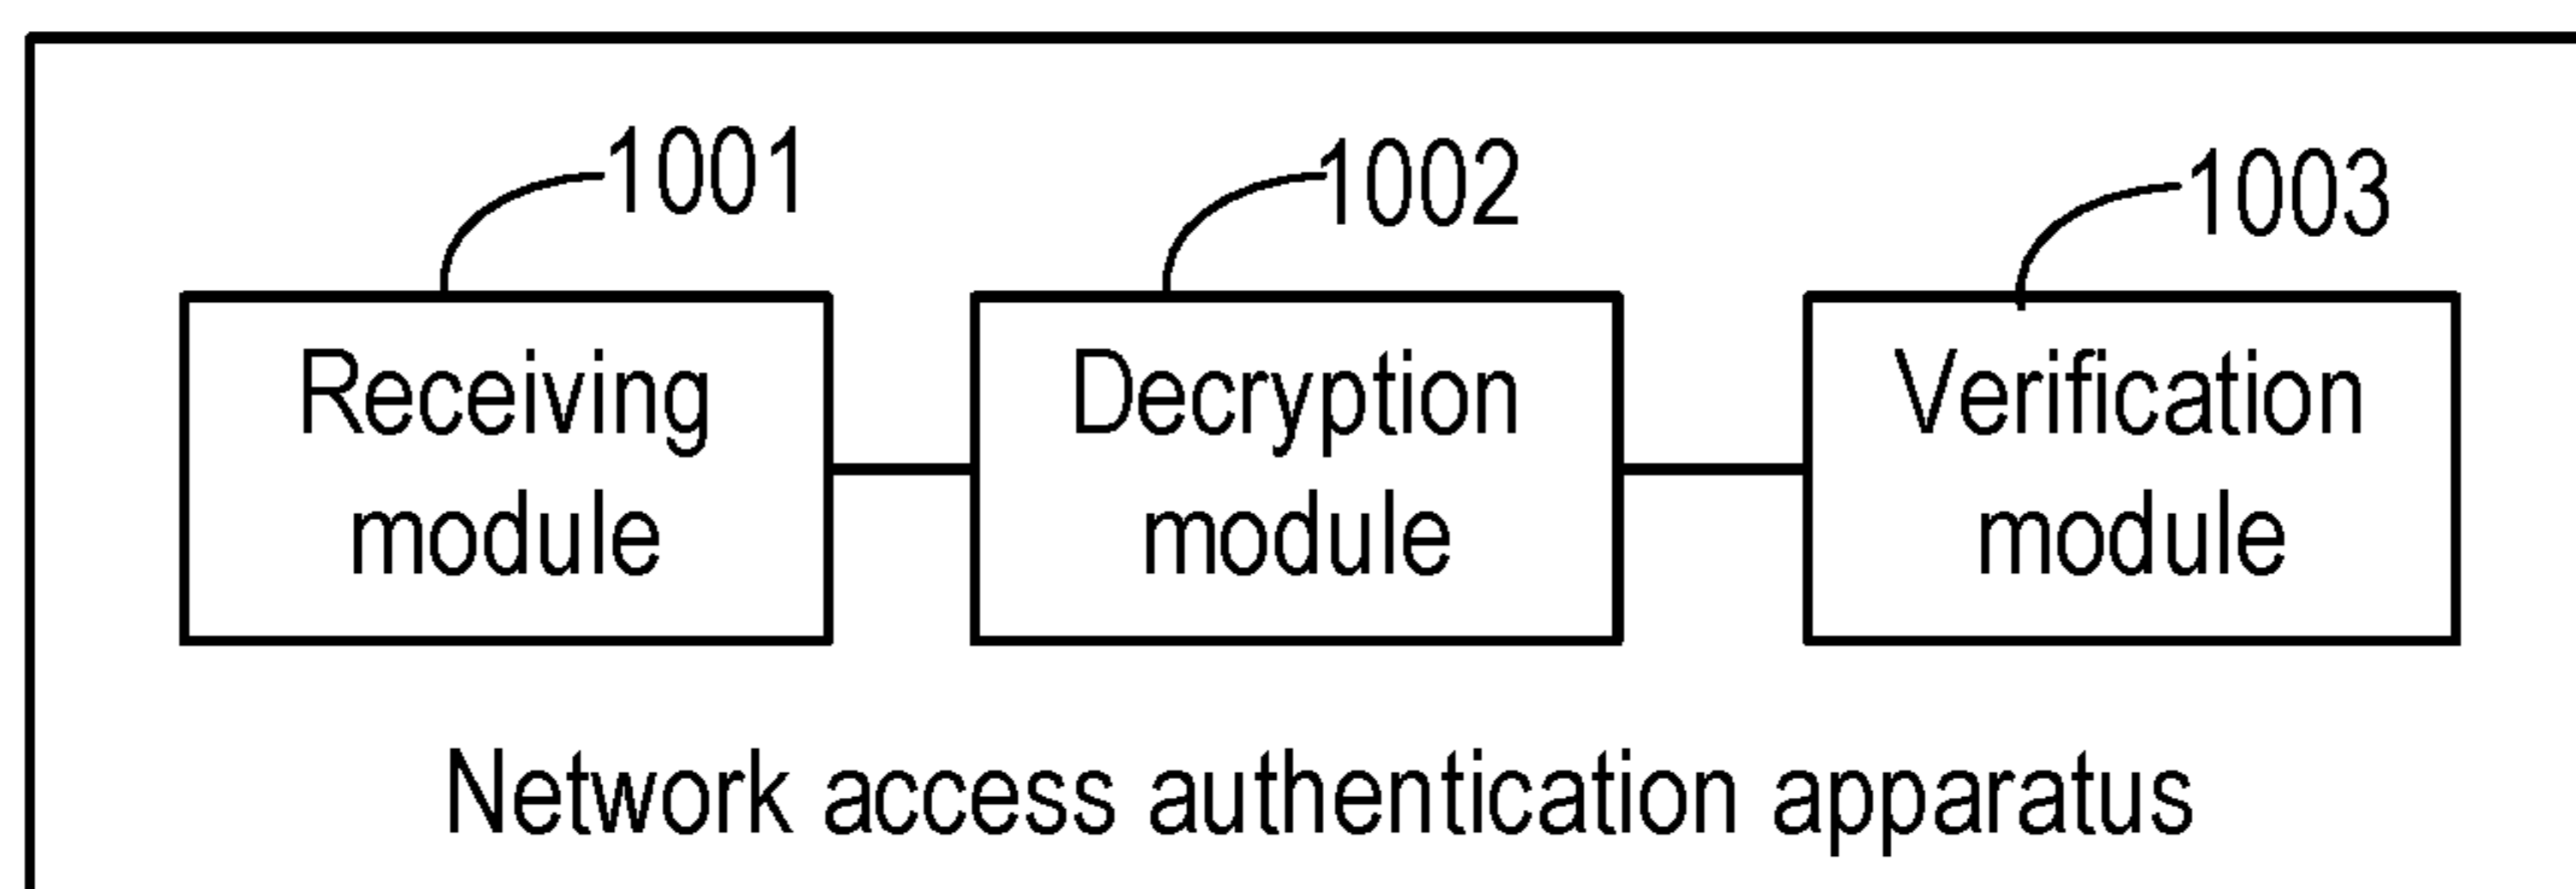 1001
1002
1003
Receiving
module
Decryption
module
Verification
module
Network access authentication apparatus